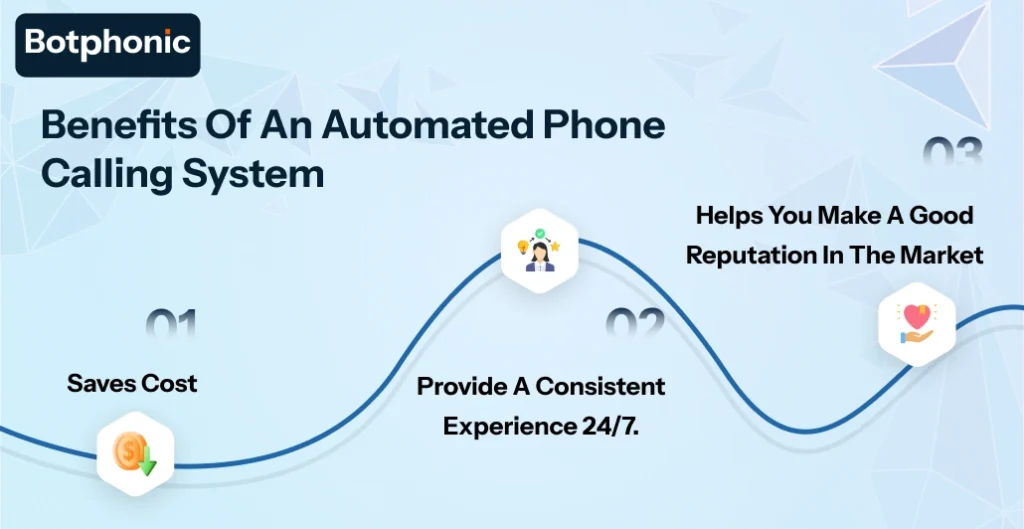 Botphonic
Benefits Of An Automated Phone
Calling System
01
Saves Cost
02
Provide A Consistent
Experience 24/7.
03
Helps You Make A Good
Reputation In The Market